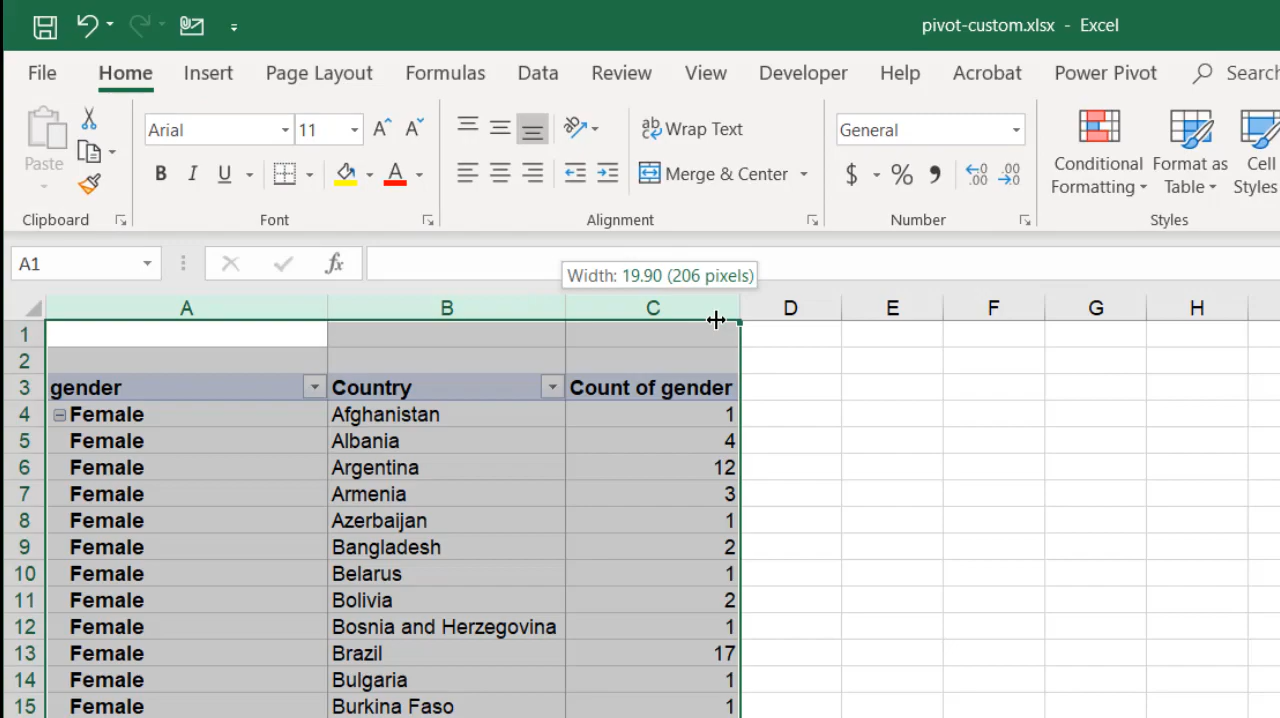 pivot-custom.xlsx - Excel
File Home Insert Page Layout Formulas Data Review View Developer Help Acrobat Power Pivot Search
Arial 11 ab Wrap Text General
Paste B I U A Merge & Center $ % Conditional Formatting Format as Table Cell Styles
Clipboard Font Alignment Number Styles
A1 fx
Width: 19.90 (206 pixels)
A B C D E F G H
1
2
3 gender Country Count of gender
4 Female Afghanistan 1
5 Female Albania 4
6 Female Argentina 12
7 Female Armenia 3
8 Female Azerbaijan 1
9 Female Bangladesh 2
10 Female Belarus 1
11 Female Bolivia 2
12 Female Bosnia and Herzegovina 1
13 Female Brazil 17
14 Female Bulgaria 1
15 Female Burkina Faso 1